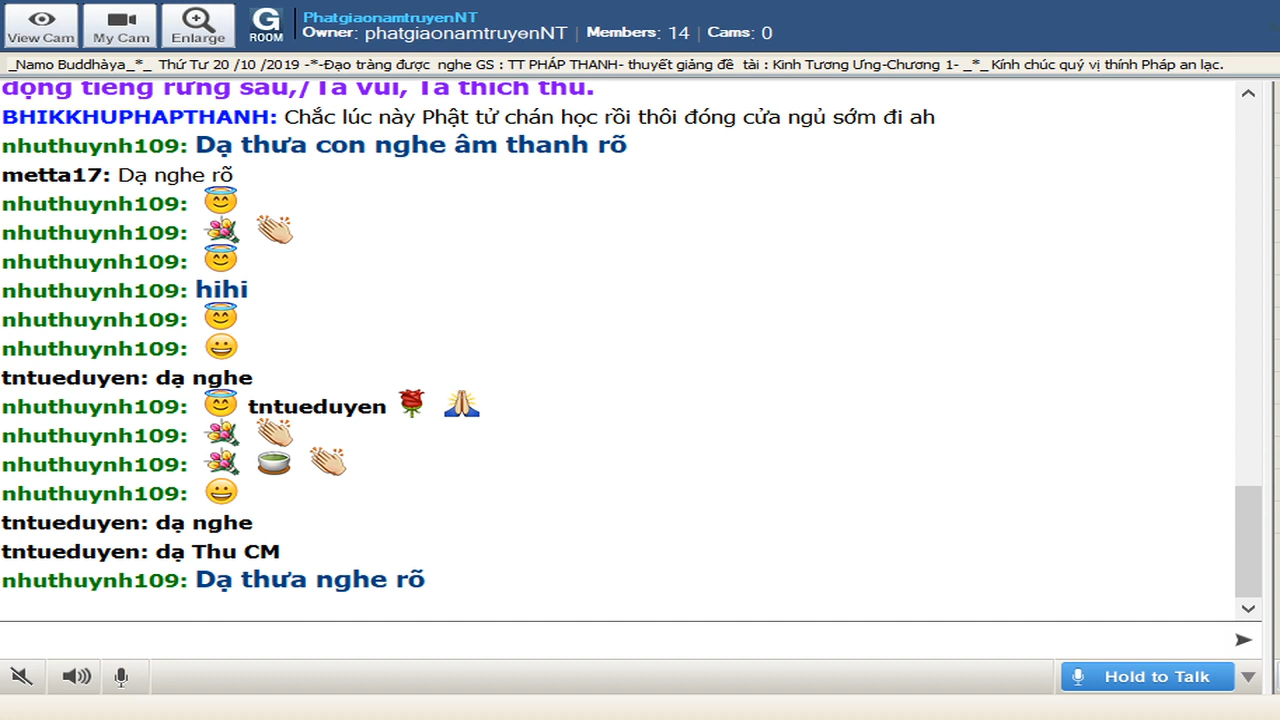 View Cam
My Cam
Enlarge
G ROOM
PhatgiaonamtruyenNT
Owner: phatgiaonamtruyenNT | Members: 14 | Cams: 0
_Namo Buddhàya_*_ Thứ Tư 20 /10 /2019 -*-Đạo tràng được nghe GS : TT PHÁP THANH- thuyết giảng đề tài : Kinh Tương Ưng-Chương 1- _*_ Kính chúc quý vị thính Pháp an lạc.
động tiếng rừng sâu,/Ta vui, Ta thích thú.
BHIKKHUPHAPTHANH: Chắc lúc này Phật tử chán học rồi thôi đóng cửa ngủ sớm đi ah
nhuthuynh109: Dạ thưa con nghe âm thanh rõ
metta17: Dạ nghe rõ
nhuthuynh109: 😇
nhuthuynh109: 💐 👏
nhuthuynh109: 😇
nhuthuynh109: hihi
nhuthuynh109: 😇
nhuthuynh109: 😀
tntueduyen: dạ nghe
nhuthuynh109: 😇 tntueduyen 🌹 🙏
nhuthuynh109: 💐 👏
nhuthuynh109: 💐 🍵 👏
nhuthuynh109: 😀
tntueduyen: dạ nghe
tntueduyen: dạ Thu CM
nhuthuynh109: Dạ thưa nghe rõ
Hold to Talk